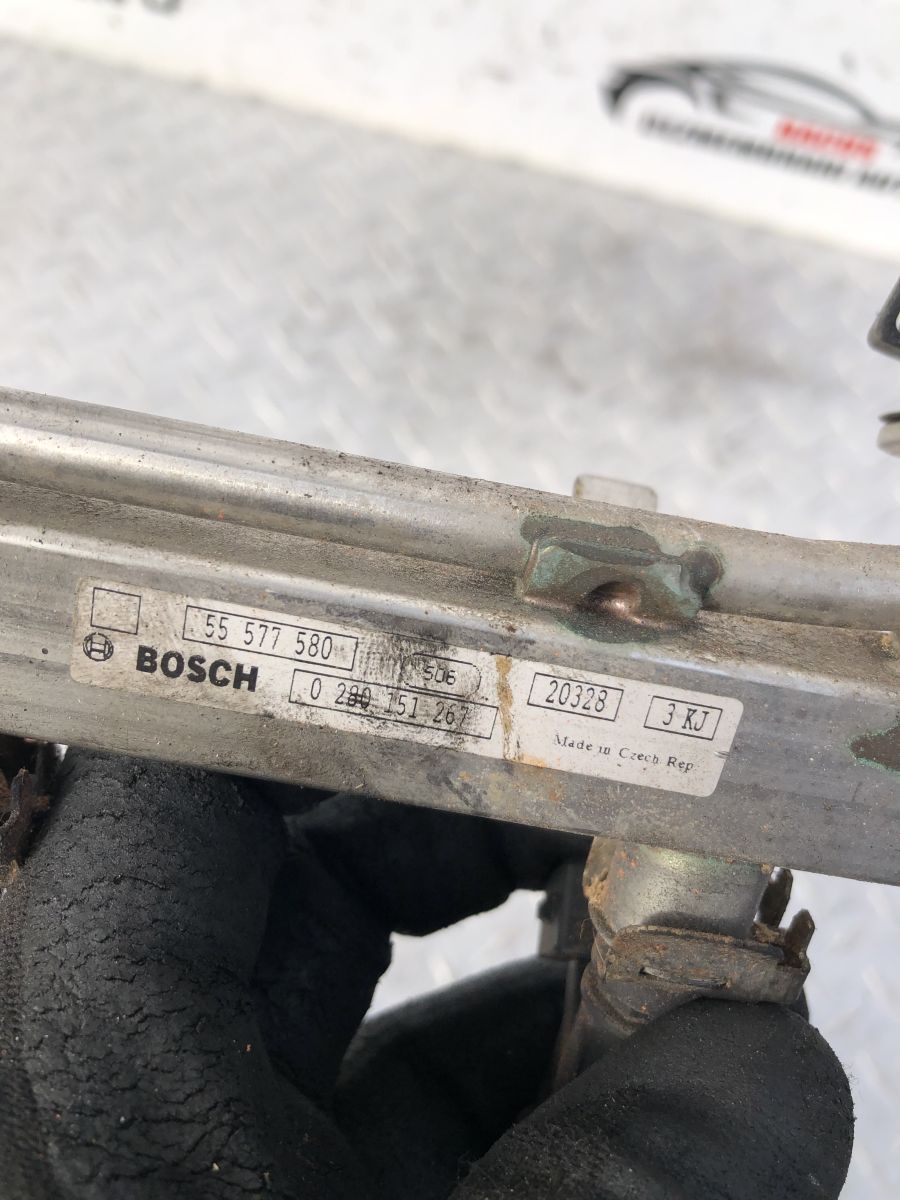 55 577 580
BOSCH
506
0 280 151 267
20328
3 KJ
Made in Czech Rep.